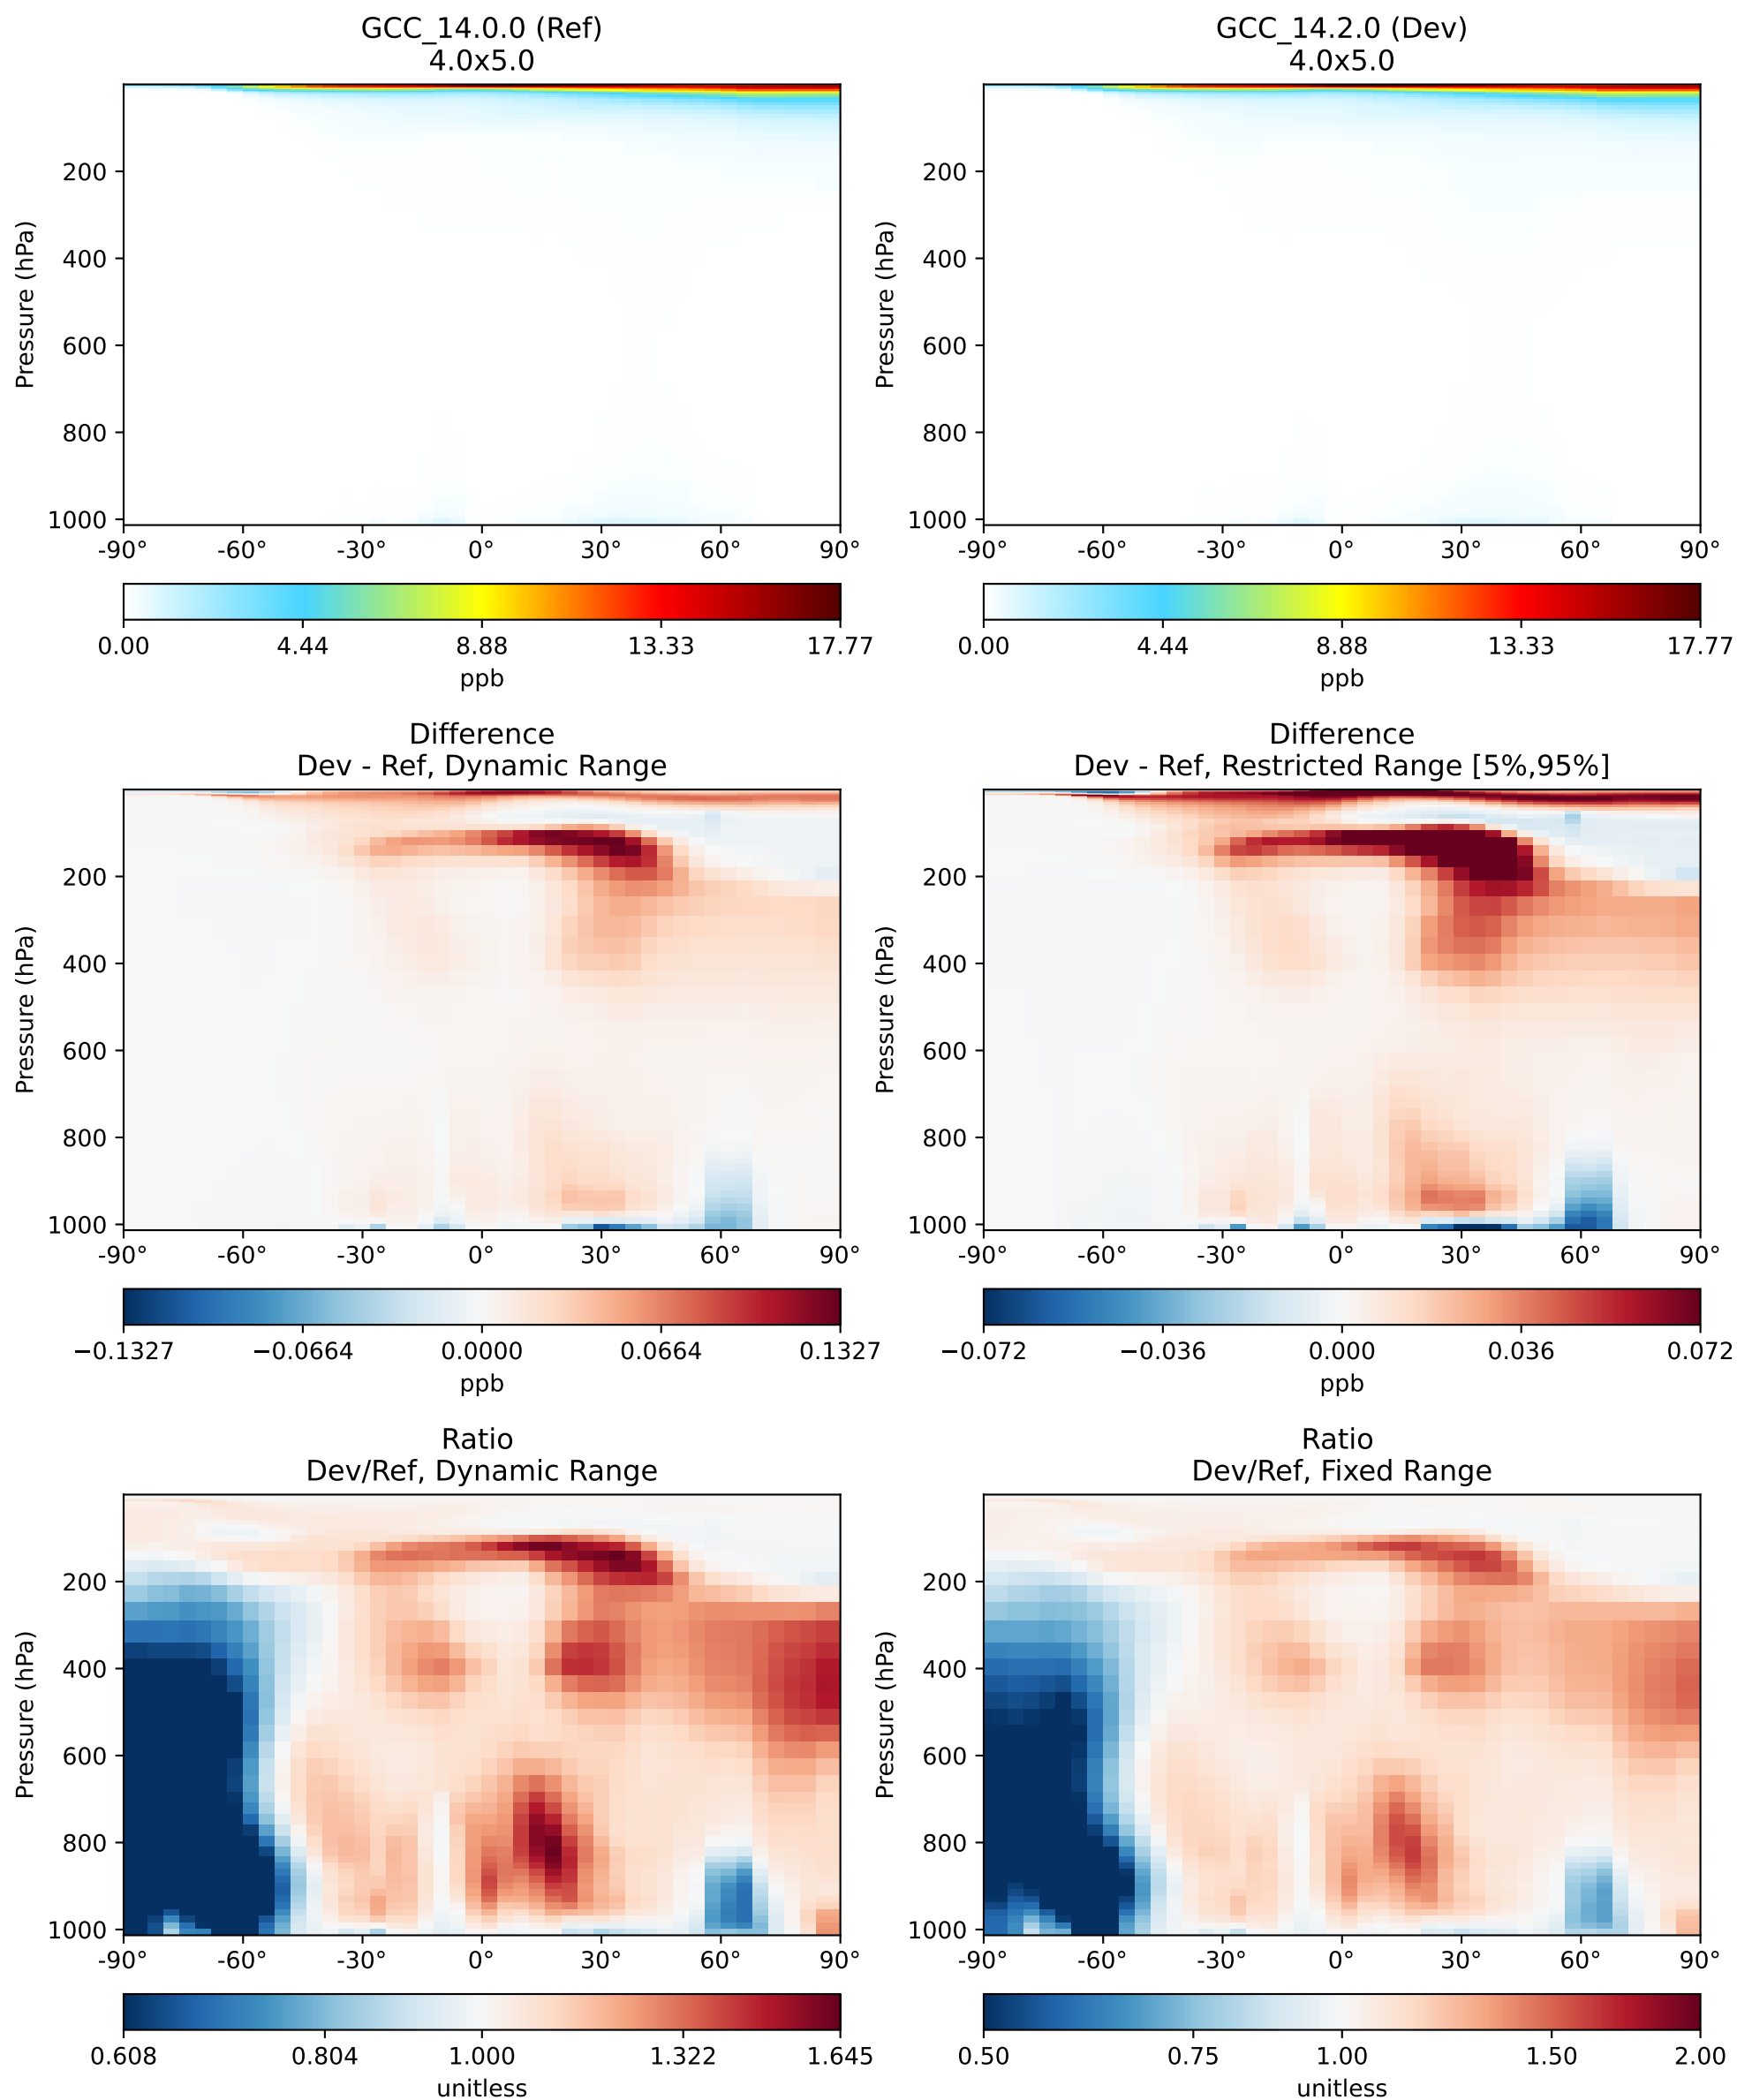 GCC_14.0.0 (Ref)
4.0x5.0
Pressure (hPa)
200
400
600
800
1000
-90° -60° -30° 0° 30° 60° 90°
0.00 4.44 8.88 13.33 17.77
ppb
GCC_14.2.0 (Dev)
4.0x5.0
Pressure (hPa)
200
400
600
800
1000
-90° -60° -30° 0° 30° 60° 90°
0.00 4.44 8.88 13.33 17.77
ppb
Difference
Dev - Ref, Dynamic Range
Pressure (hPa)
200
400
600
800
1000
-90° -60° -30° 0° 30° 60° 90°
−0.1327 −0.0664 0.0000 0.0664 0.1327
ppb
Difference
Dev - Ref, Restricted Range [5%,95%]
Pressure (hPa)
200
400
600
800
1000
-90° -60° -30° 0° 30° 60° 90°
−0.072 −0.036 0.000 0.036 0.072
ppb
Ratio
Dev/Ref, Dynamic Range
Pressure (hPa)
200
400
600
800
1000
-90° -60° -30° 0° 30° 60° 90°
0.608 0.804 1.000 1.322 1.645
unitless
Ratio
Dev/Ref, Fixed Range
Pressure (hPa)
200
400
600
800
1000
-90° -60° -30° 0° 30° 60° 90°
0.50 0.75 1.00 1.50 2.00
unitless